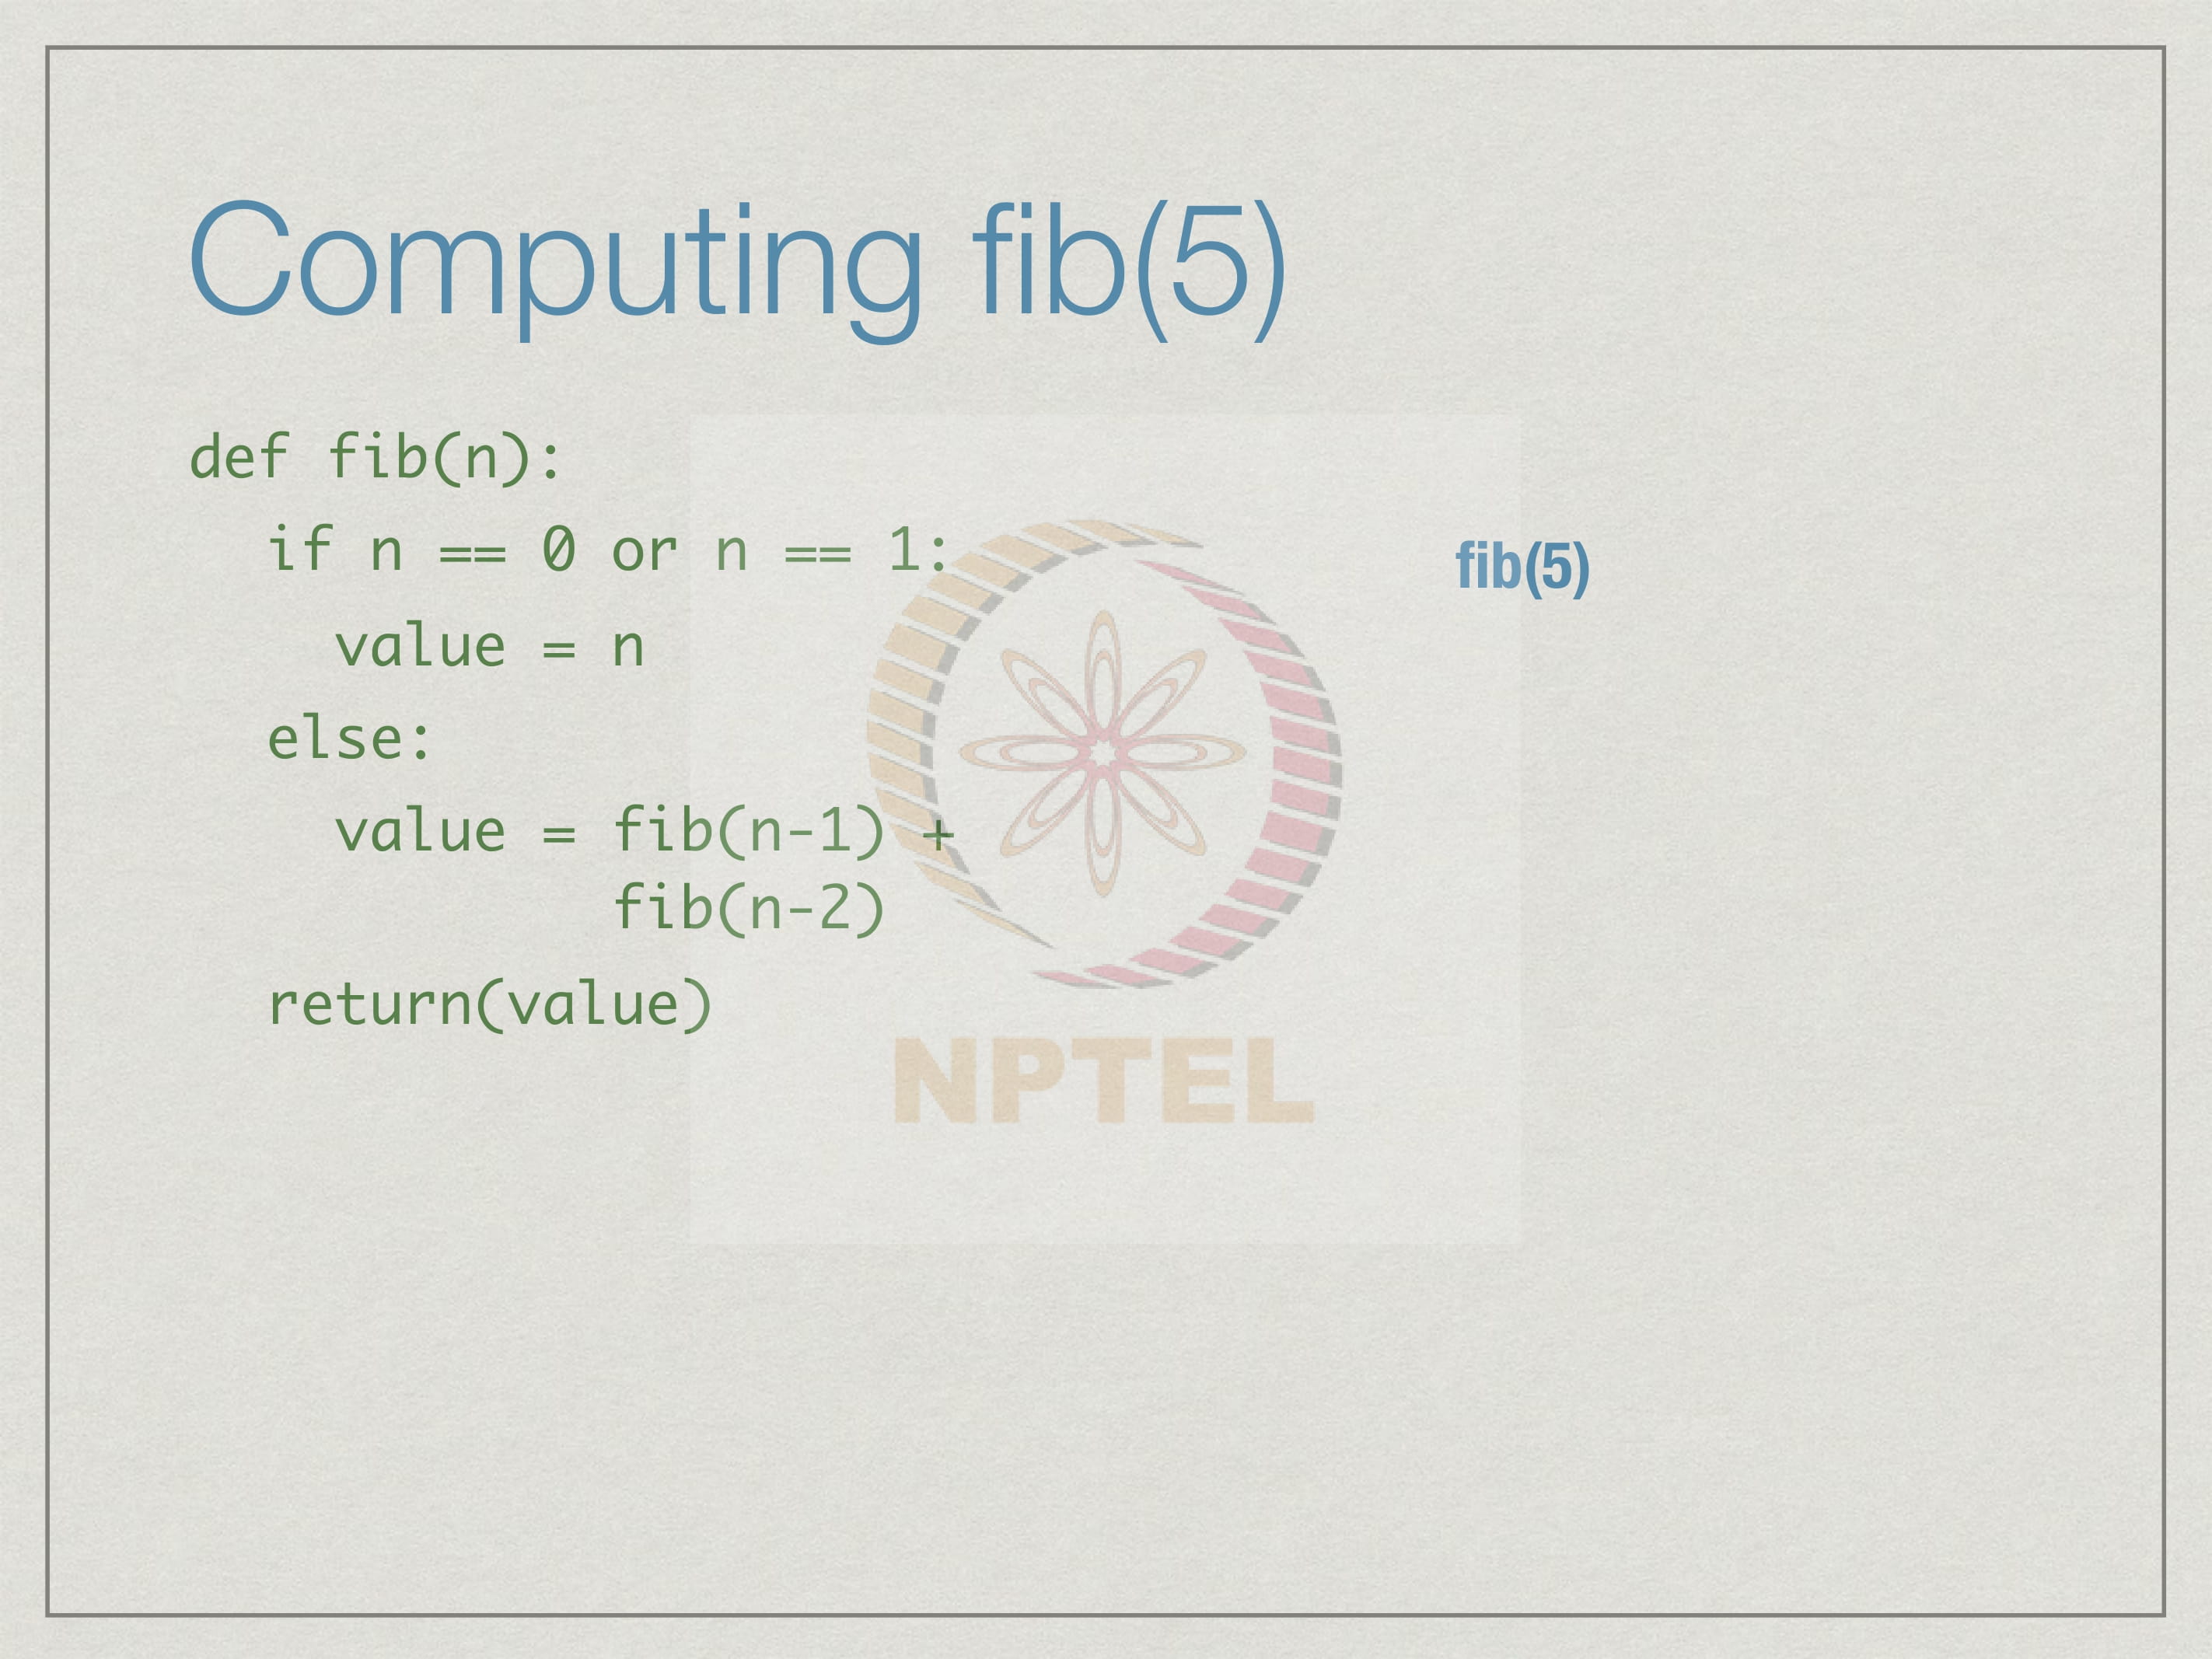 Computing fib(5)
def fib(n):
if n == 0 or n == 1:
value = n
else:
value = fib(n-1) +
fib(n-2)
return(value)
fib(5)
NPTEL